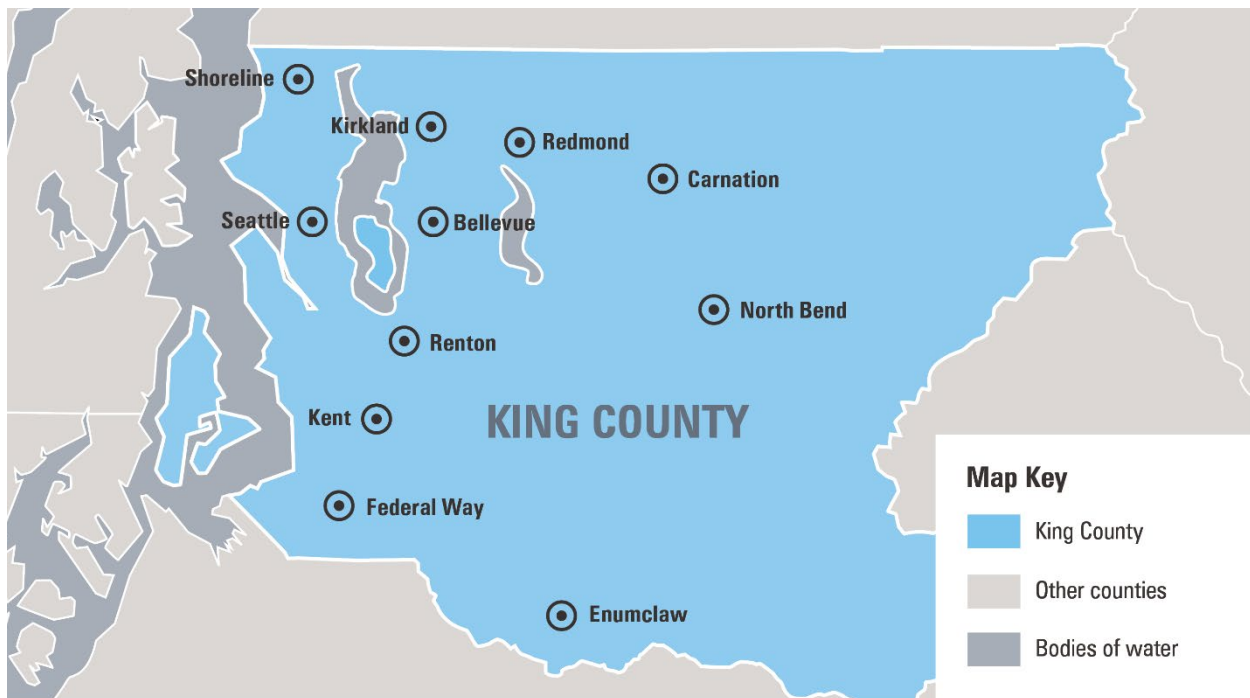 Shoreline
Kirkland
Redmond
Carnation
Seattle
Bellevue
North Bend
Renton
Kent
KING COUNTY
Federal Way
Enumclaw
Map Key
King County
Other counties
Bodies of water